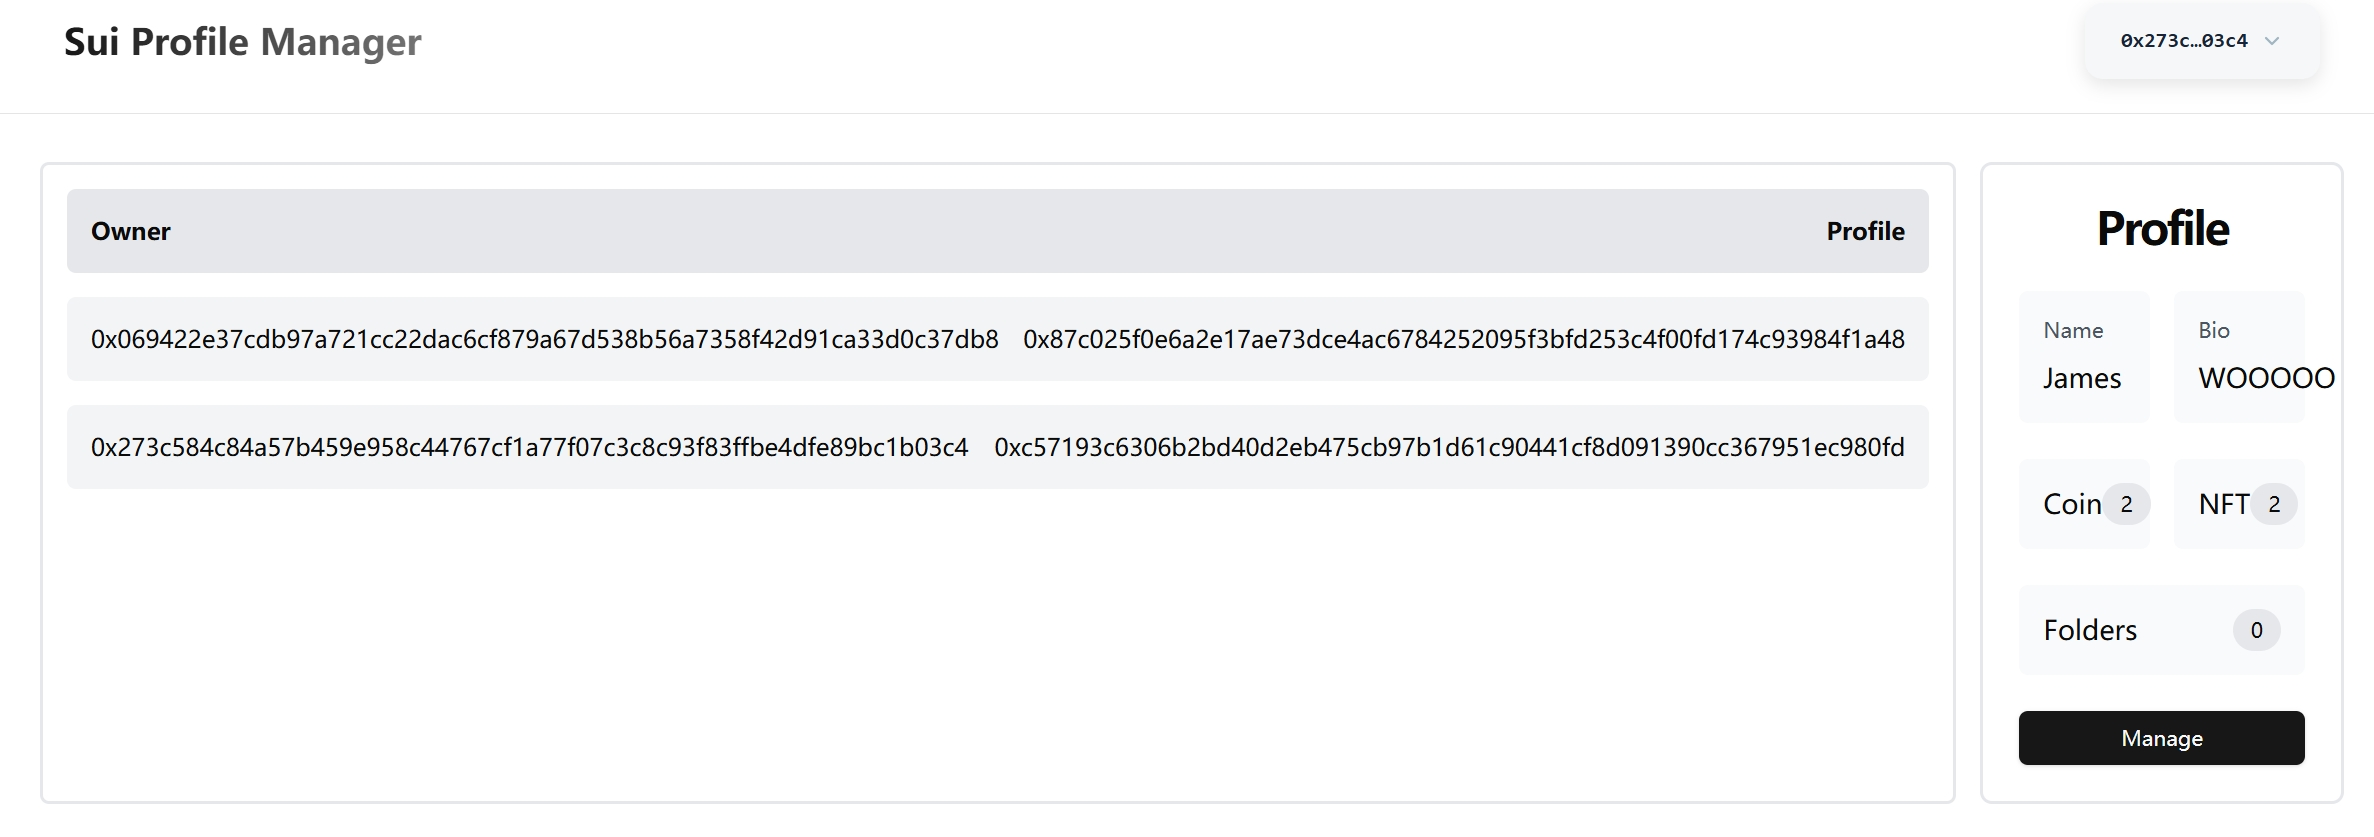 Sui Profile Manager
0x273c…03c4
Owner Profile
0x069422e37cdb97a721cc22dac6cf879a67d538b56a7358f42d91ca33d0c37db8 0x87c025f0e6a2e17ae73dce4ac6784252095f3bfd253c4f00fd174c93984f1a48
0x273c584c84a57b459e958c44767cf1a77f07c3c8c93f83ffbe4dfe89bc1b03c4 0xc57193c6306b2bd40d2eb475cb97b1d61c90441cf8d091390cc367951ec980fd
Profile
Name Bio
James WOOOOO
Coin 2 NFT 2
Folders 0
Manage